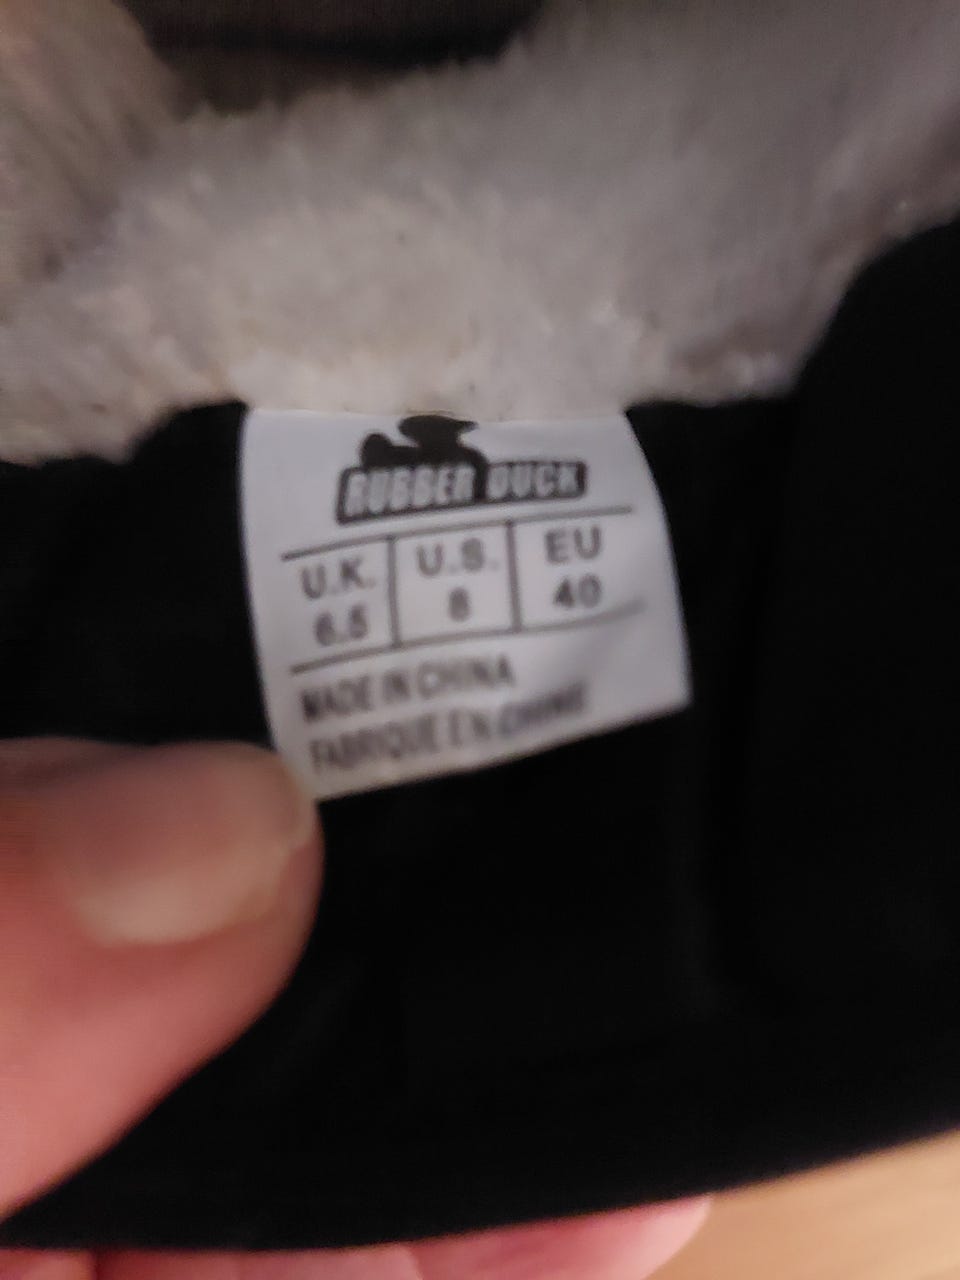 RUBBER DUCK
U.K. U.S. EU
6.5 8 40
MADE IN CHINA
FABRIQUE EN CHINE